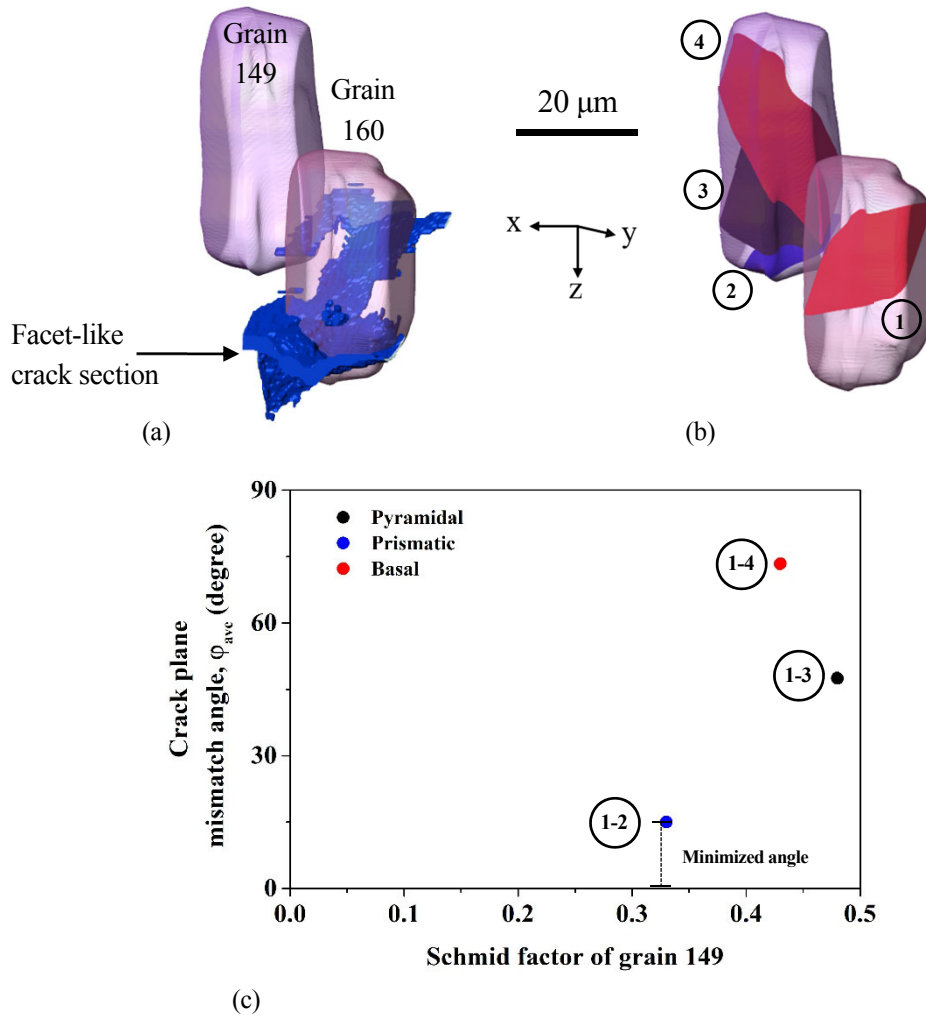 Grain
149
Grain
160
20 μm
x
y
z
Facet-like
crack section
(a)
4
3
2
1
(b)
90
60
30
0
Crack plane
mismatch angle, φave (degree)
Pyramidal
Prismatic
Basal
1-4
1-3
1-2
Minimized angle
0.0 0.1 0.2 0.3 0.4 0.5
Schmid factor of grain 149
(c)